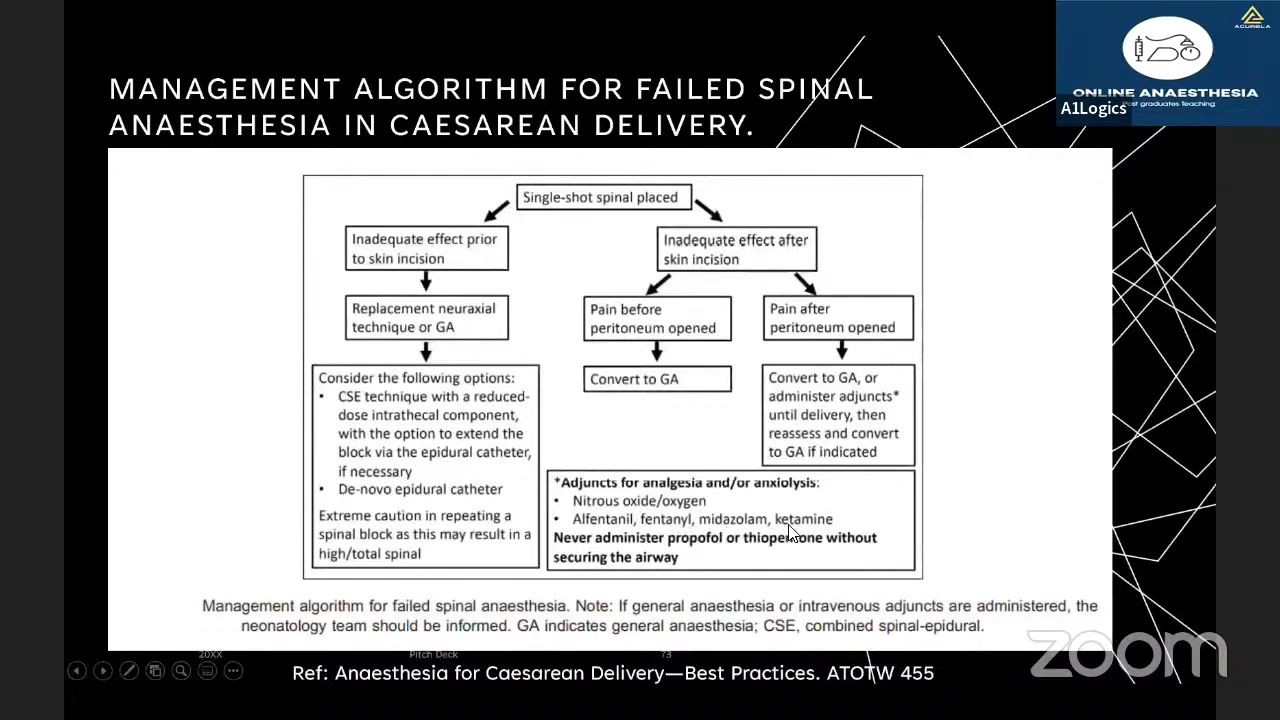 MANAGEMENT ALGORITHM FOR FAILED SPINAL
ANAESTHESIA IN CAESAREAN DELIVERY.
ACURELA
ONLINE ANAESTHESIA
Post graduates Teaching
A1Logics
Single-shot spinal placed
Inadequate effect prior
to skin incision
Inadequate effect after
skin incision
Replacement neuraxial
technique or GA
Pain before
peritoneum opened
Pain after
peritoneum opened
Consider the following options:
• CSE technique with a reduced-
dose intrathecal component,
with the option to extend the
block via the epidural catheter,
if necessary
• De-novo epidural catheter
Extreme caution in repeating a
spinal block as this may result in a
high/total spinal
Convert to GA
Convert to GA, or
administer adjuncts*
until delivery, then
reassess and convert
to GA if indicated
*Adjuncts for analgesia and/or anxiolysis:
• Nitrous oxide/oxygen
• Alfentanil, fentanyl, midazolam, ketamine
Never administer propofol or thiopentone without
securing the airway
Management algorithm for failed spinal anaesthesia. Note: If general anaesthesia or intravenous adjuncts are administered, the
neonatology team should be informed. GA indicates general anaesthesia; CSE, combined spinal-epidural.
20XX
Pitch Deck
73
Ref: Anaesthesia for Caesarean Delivery—Best Practices. ATOTW 455
zoom